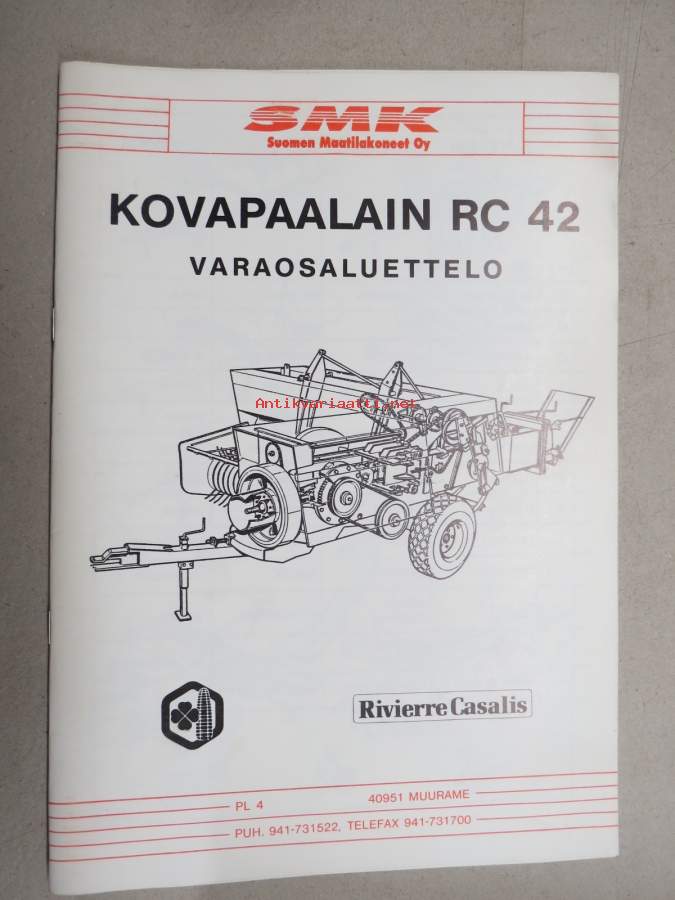 SMK
Suomen Maatilakoneet Oy
KOVAPAALAIN RC 42
VARAOSALUETTELO
Antikvariaatti.net
Rivierre Casalis
PL 4 40951 MUURAME
PUH. 941-731522, TELEFAX 941-731700